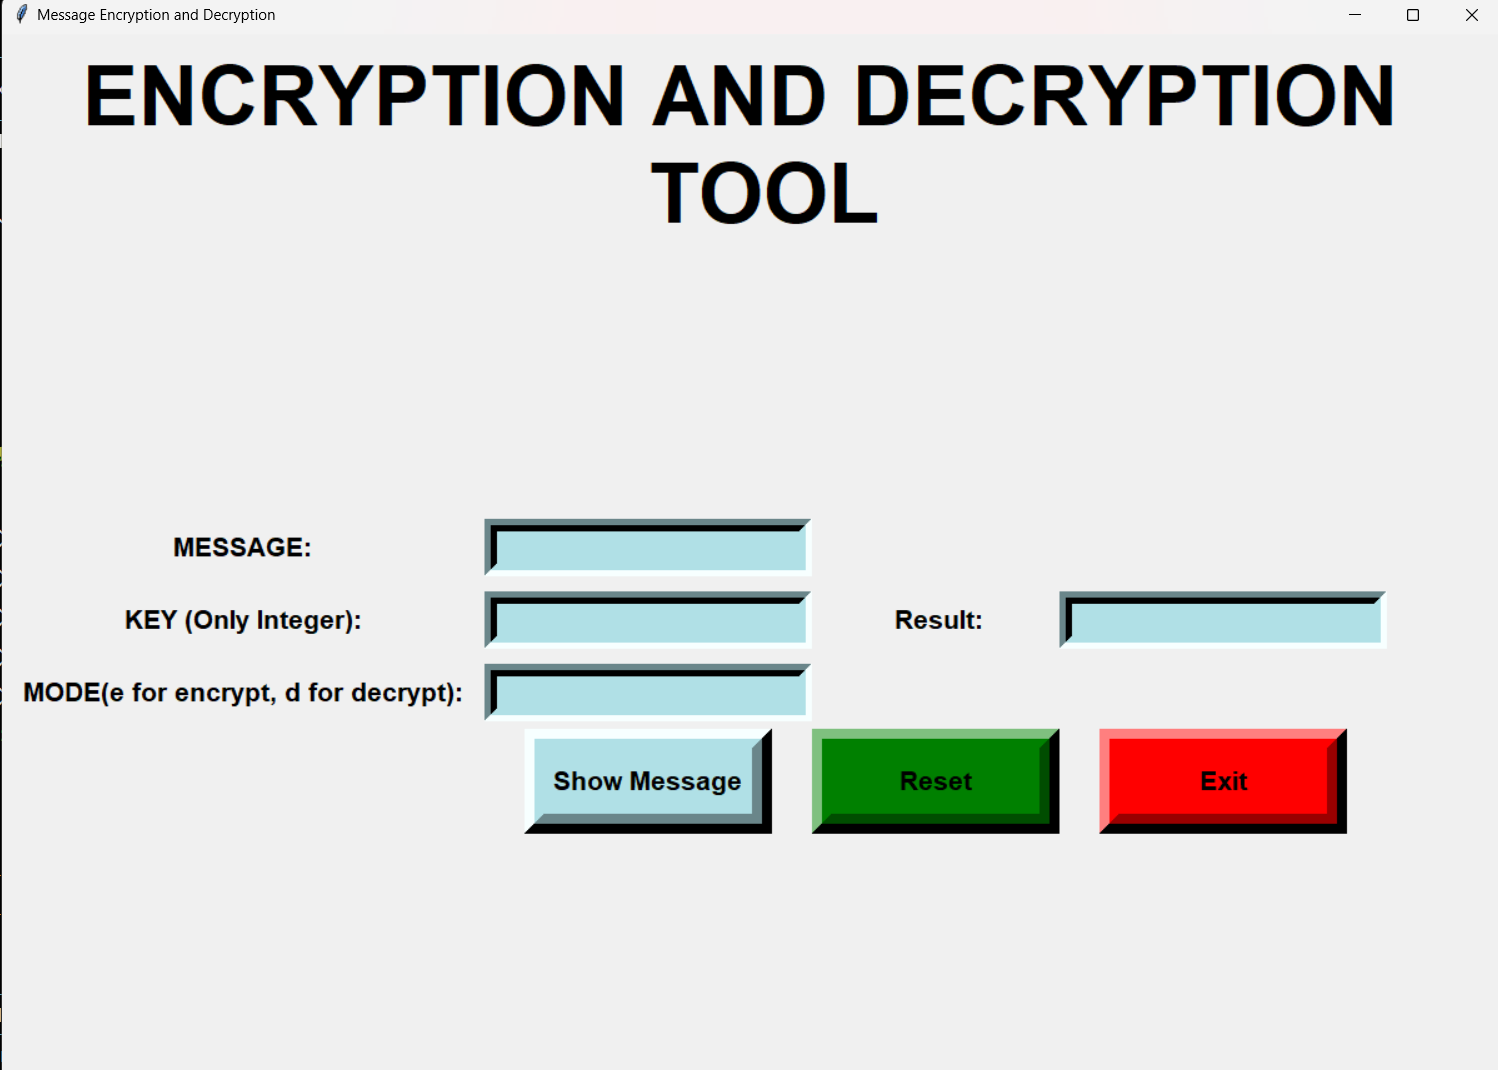 Message Encryption and Decryption
ENCRYPTION AND DECRYPTION
TOOL
MESSAGE:
KEY (Only Integer):
Result:
MODE(e for encrypt, d for decrypt):
Show Message
Reset
Exit